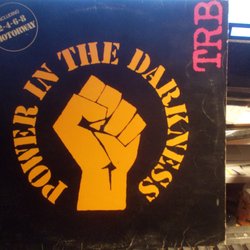 INCLUDING
2-4-6-8
MOTORWAY
TRB
POWER IN THE DARKNESS